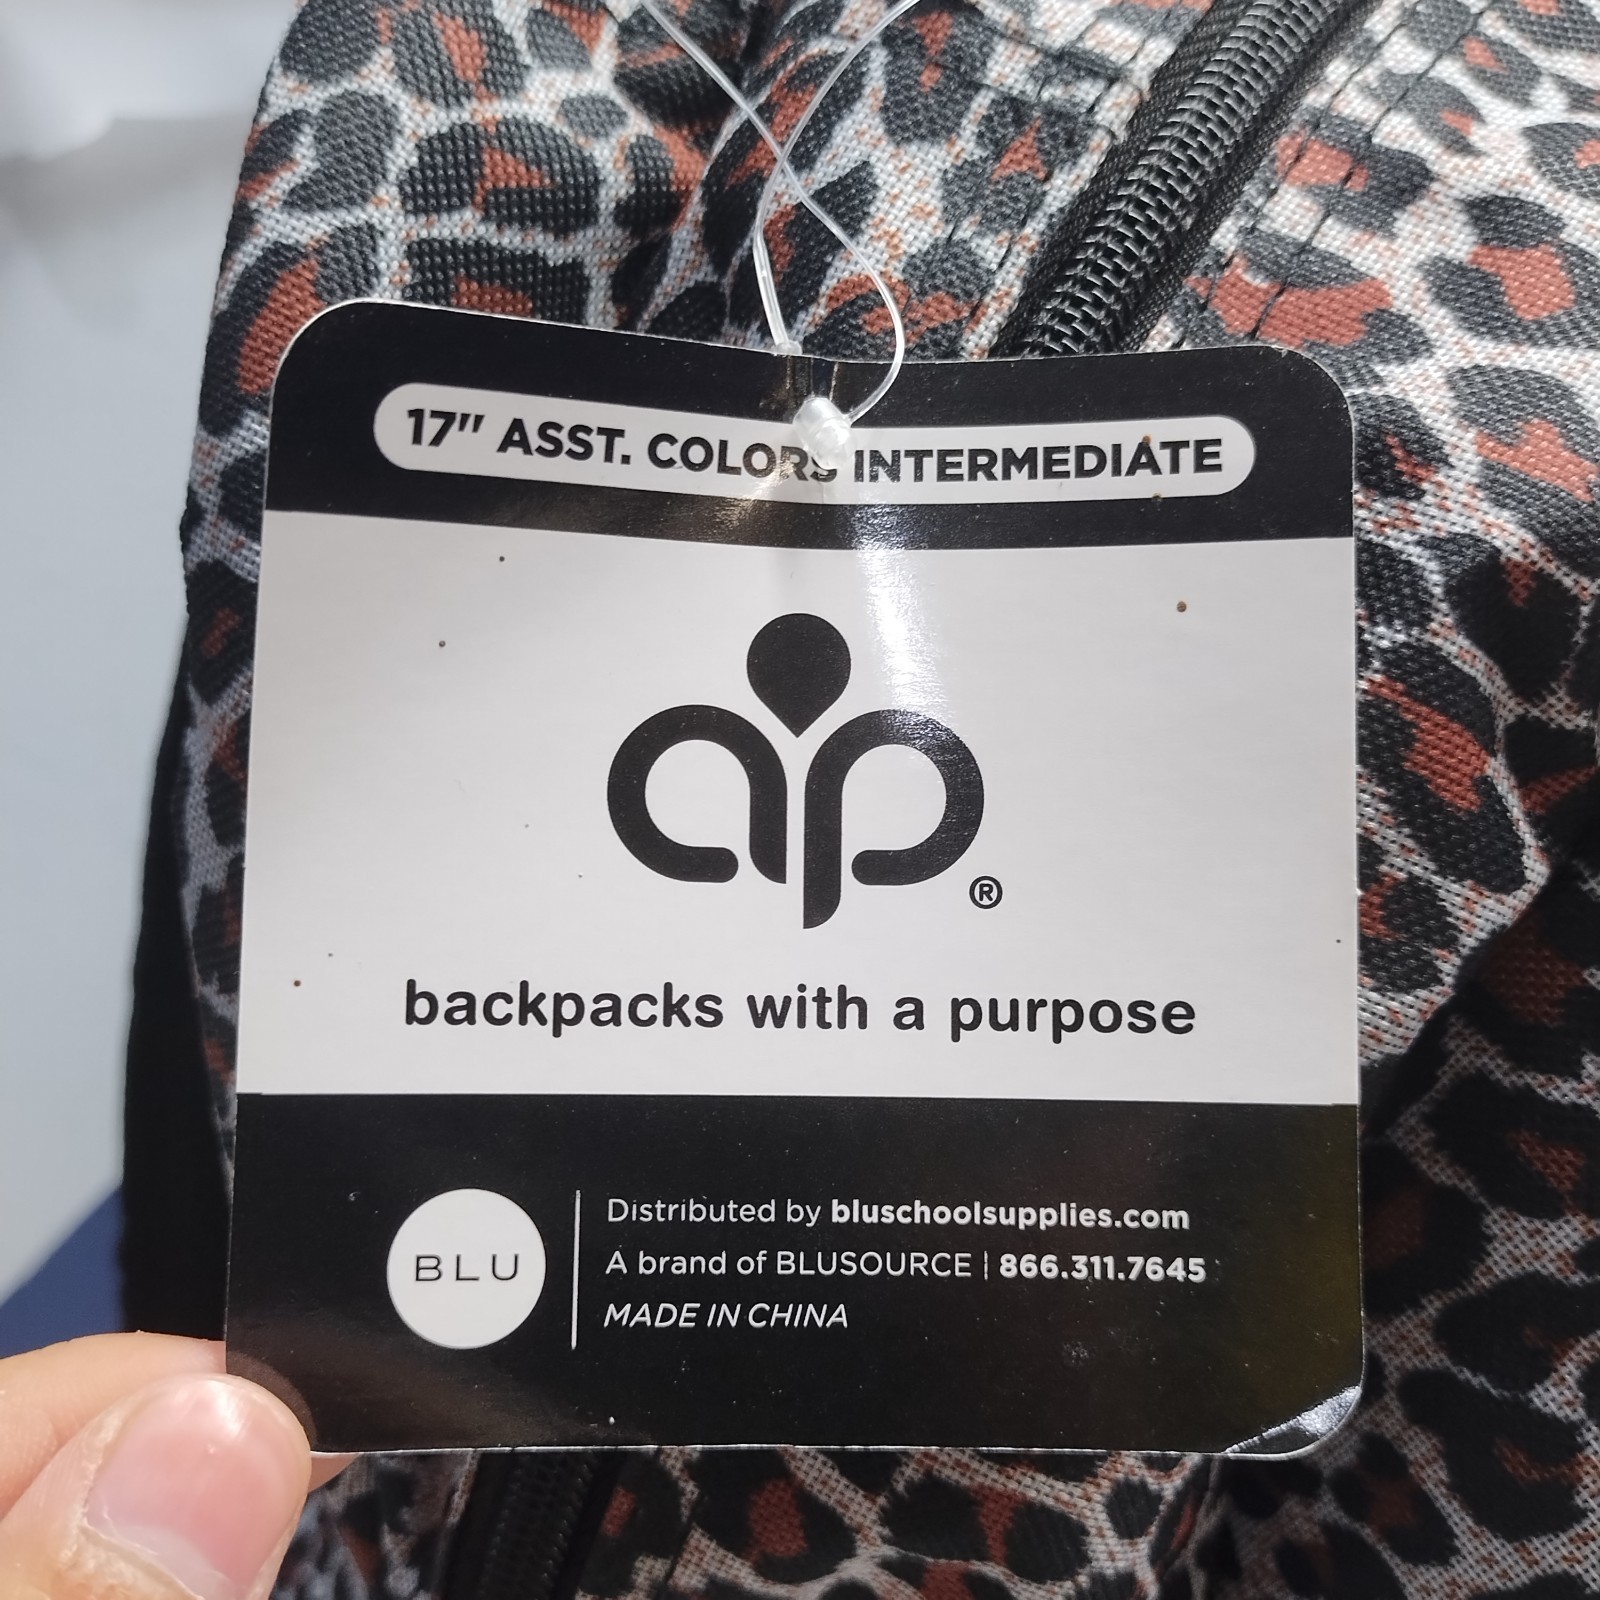 17" ASST. COLORS INTERMEDIATE
ap®
backpacks with a purpose
BLU
Distributed by bluschoolsupplies.com
A brand of BLUSOURCE | 866.311.7645
MADE IN CHINA